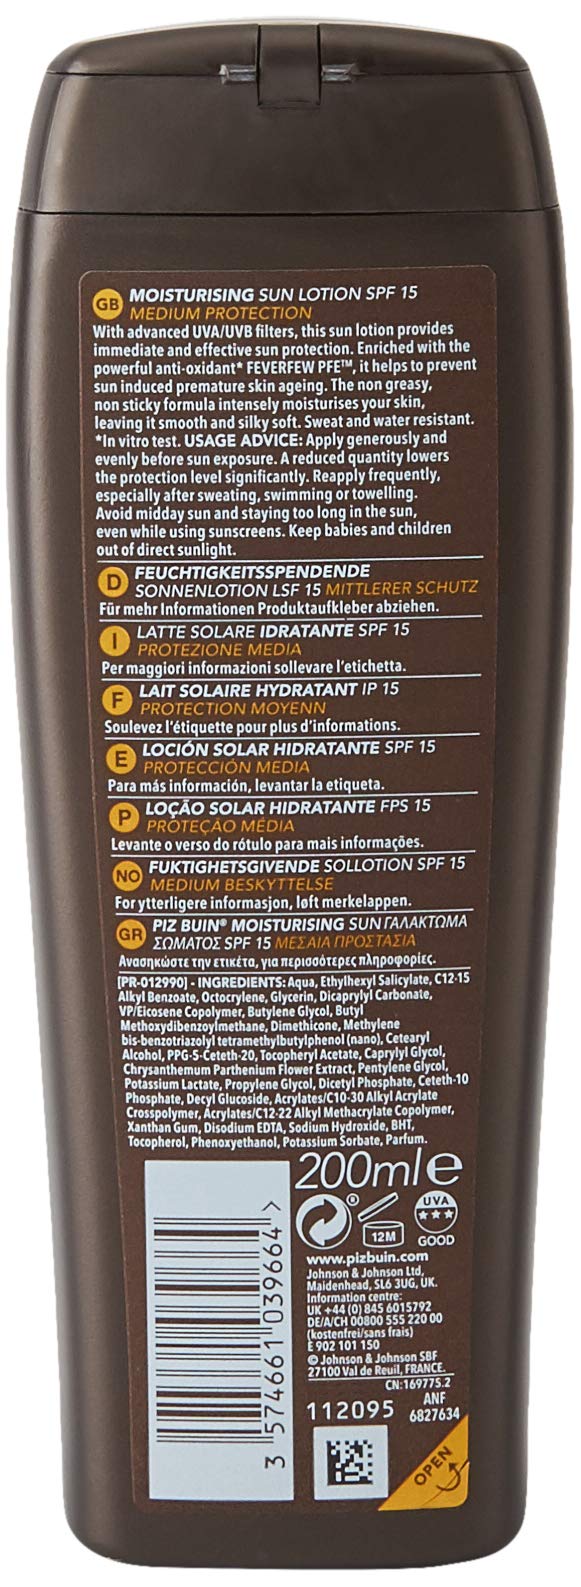 GB MOISTURISING SUN LOTION SPF 15
MEDIUM PROTECTION
With advanced UVA/UVB filters, this sun lotion provides
immediate and effective sun protection. Enriched with the
powerful anti-oxidant* FEVERFEW PFE™, it helps to prevent
sun induced premature skin ageing. The non greasy,
non sticky formula intensely moisturises your skin,
leaving it smooth and silky soft. Sweat and water resistant.
*In vitro test. USAGE ADVICE: Apply generously and
evenly before sun exposure. A reduced quantity lowers
the protection level significantly. Reapply frequently,
especially after sweating, swimming or towelling.
Avoid midday sun and staying too long in the sun,
even while using sunscreens. Keep babies and children
out of direct sunlight.
D FEUCHTIGKEITSSPENDENDE
SONNENLOTION LSF 15 MITTLERER SCHUTZ
Für mehr Informationen Produktaufkleber abziehen.
I LATTE SOLARE IDRATANTE SPF 15
PROTEZIONE MEDIA
Per maggiori informazioni sollevare l'etichetta.
F LAIT SOLAIRE HYDRATANT IP 15
PROTECTION MOYENN
Soulevez l'étiquette pour plus d'informations.
E LOCIÓN SOLAR HIDRATANTE SPF 15
PROTECCIÓN MEDIA
Para más información, levantar la etiqueta.
P LOÇÃO SOLAR HIDRATANTE FPS 15
PROTEÇÃO MÉDIA
Levante o verso do rótulo para mais informações.
NO FUKTIGHETSGIVENDE SOLLOTION SPF 15
MEDIUM BESKYTTELSE
For ytterligere informasjon, løft merkelappen.
GR PIZ BUIN® MOISTURISING SUN ΓΑΛΑΚΤΩΜΑ
ΣΩΜΑΤΟΣ SPF 15 ΜΕΣΑΙΑ ΠΡΟΣΤΑΣΙΑ
Ανασηκώστε την ετικέτα, για περισσότερες πληροφορίες.
[PR-012990] - INGREDIENTS: Aqua, Ethylhexyl Salicylate, C12-15
Alkyl Benzoate, Octocrylene, Glycerin, Dicaprylyl Carbonate,
VP/Eicosene Copolymer, Butylene Glycol, Butyl
Methoxydibenzoylmethane, Dimethicone, Methylene
bis-benzotriazolyl tetramethylbutylphenol (nano), Cetearyl
Alcohol, PPG-5-Ceteth-20, Tocopheryl Acetate, Caprylyl Glycol,
Chrysanthemum Parthenium Flower Extract, Pentylene Glycol,
Potassium Lactate, Propylene Glycol, Dicetyl Phosphate, Ceteth-10
Phosphate, Decyl Glucoside, Acrylates/C10-30 Alkyl Acrylate
Crosspolymer, Acrylates/C12-22 Alkyl Methacrylate Copolymer,
Xanthan Gum, Disodium EDTA, Sodium Hydroxide, BHT,
Tocopherol, Phenoxyethanol, Potassium Sorbate, Parfum.
200ml e
®
12M
UVA
GOOD
www.pizbuin.com
Johnson & Johnson Ltd,
Maidenhead, SL6 3UG, UK.
Information centre:
UK +44 (0) 845 6015792
DE/A/CH 00800 555 220 00
(kostenfrei/sans frais)
E 902 101 150
© Johnson & Johnson SBF
27100 Val de Reuil, FRANCE.
CN:169775.2
112095
ANF
6827634
3 574661 039664 >
OPEN